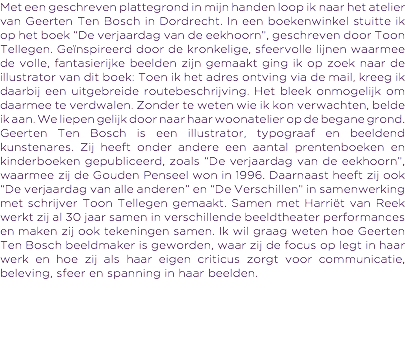 Met een geschreven plattegrond in mijn handen loop ik naar het atelier
van Geerten Ten Bosch in Dordrecht. In een boekenwinkel stuitte ik
op het boek "De verjaardag van de eekhoorn", geschreven door Toon
Tellegen. Geïnspireerd door de kronkelige, sfeervolle lijnen waarmee
de volle, fantasierijke beelden zijn gemaakt ging ik op zoek naar de
illustrator van dit boek: Toen ik het adres ontving via de mail, kreeg ik
daarbij een uitgebreide routebeschrijving. Het bleek onmogelijk om
daarmee te verdwalen. Zonder te weten wie ik kon verwachten, belde
ik aan. We liepen gelijk door naar haar woonatelier op de begane grond.
Geerten Ten Bosch is een illustrator, typograaf en beeldend
kunstenares. Zij heeft onder andere een aantal prentenboeken en
kinderboeken gepubliceerd, zoals "De verjaardag van de eekhoorn",
waarmee zij de Gouden Penseel won in 1996. Daarnaast heeft zij ook
"De verjaardag van alle anderen" en "De Verschillen" in samenwerking
met schrijver Toon Tellegen gemaakt. Samen met Harriët van Reek
werkt zij al 30 jaar samen in verschillende beeldtheater performances
en maken zij ook tekeningen samen. Ik wil graag weten hoe Geerten
Ten Bosch beeldmaker is geworden, waar zij de focus op legt in haar
werk en hoe zij als haar eigen criticus zorgt voor communicatie,
beleving, sfeer en spanning in haar beelden.